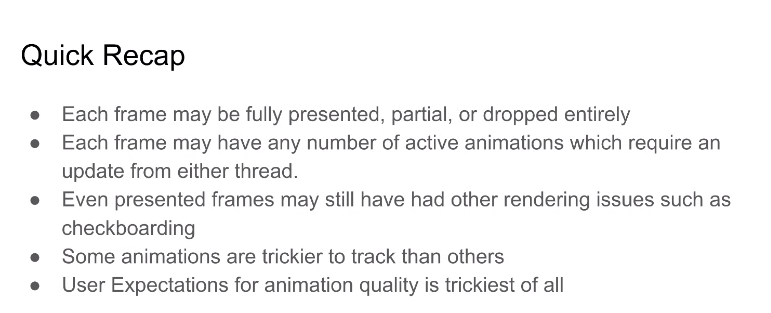 Quick Recap
● Each frame may be fully presented, partial, or dropped entirely
● Each frame may have any number of active animations which require an
update from either thread.
● Even presented frames may still have had other rendering issues such as
checkboarding
● Some animations are trickier to track than others
● User Expectations for animation quality is trickiest of all